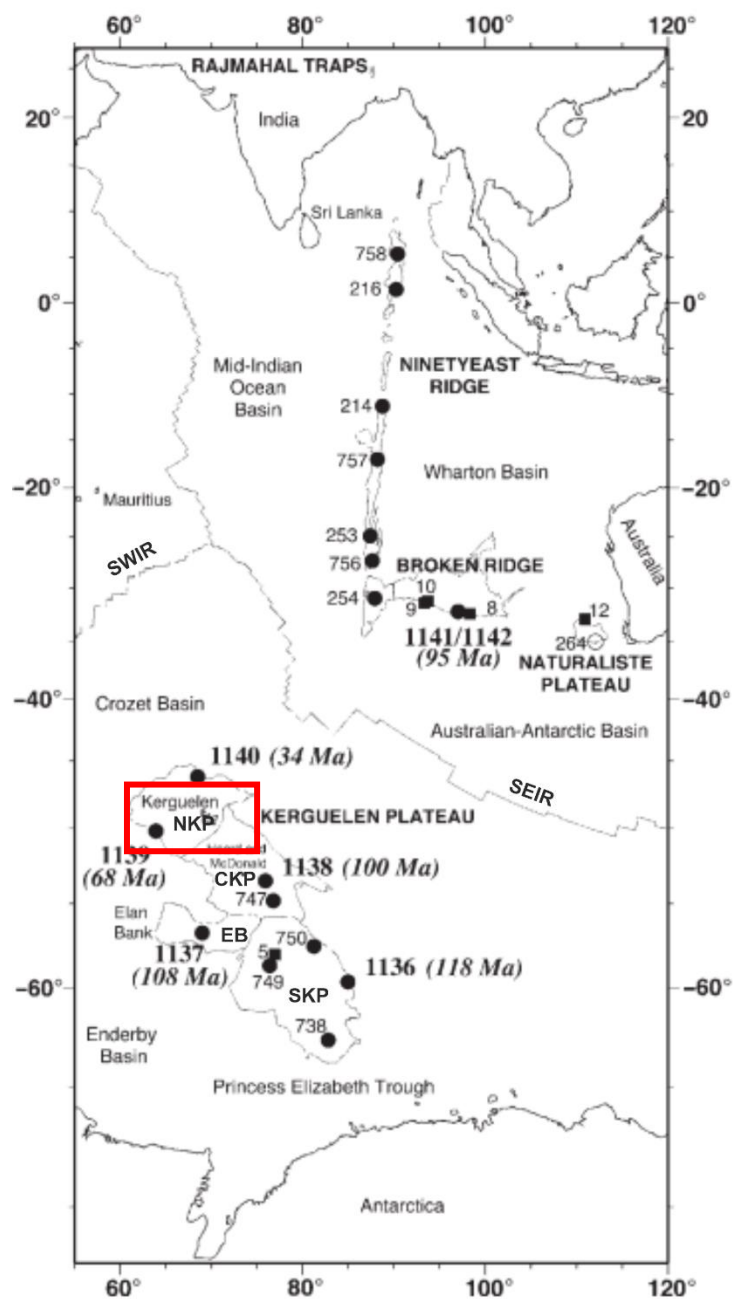 60° 80° 100° 120°
RAJMAHAL TRAPS
20° 20°
India
Sri Lanka
758
216
0° 0°
Mid-Indian
Ocean
Basin
NINETYEAST
RIDGE
214
757
Wharton Basin
−20° −20°
Mauritius
SWIR
Australia
253
756
BROKEN RIDGE
254
10
9
8
12
1141/1142
(95 Ma)
264
NATURALISTE
PLATEAU
−40° −40°
Crozet Basin
Australian-Antarctic Basin
SEIR
1140 (34 Ma)
Kerguelen
NKP
KERGUELEN PLATEAU
1139
(68 Ma)
McDonald
CKP
1138 (100 Ma)
747
Elan
Bank
EB
750
1137
(108 Ma)
5
749
1136 (118 Ma)
SKP
−60° −60°
738
Enderby
Basin
Princess Elizabeth Trough
Antarctica
60° 80° 100° 120°